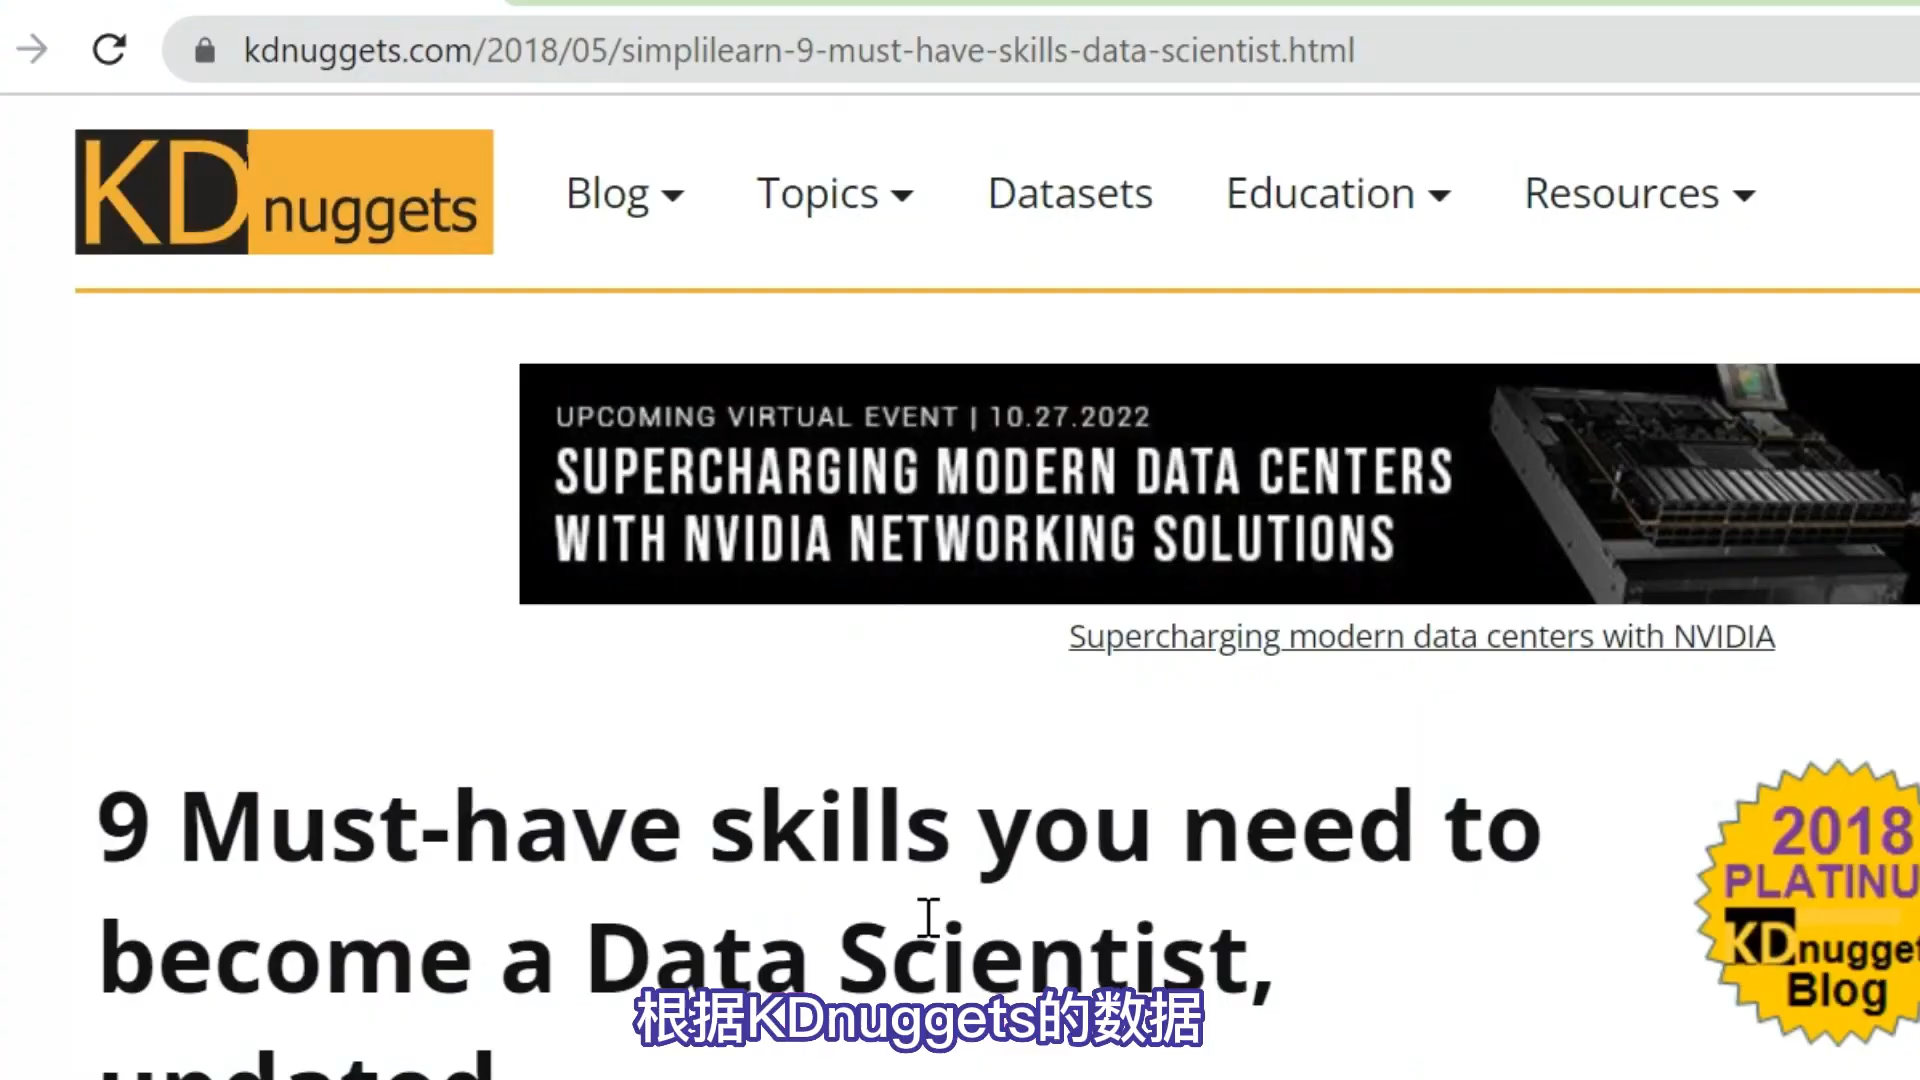 kdnuggets.com/2018/05/simplilearn-9-must-have-skills-data-scientist.html
KDnuggets
Blog
Topics
Datasets
Education
Resources
UPCOMING VIRTUAL EVENT | 10.27.2022
SUPERCHARGING MODERN DATA CENTERS
WITH NVIDIA NETWORKING SOLUTIONS
Supercharging modern data centers with NVIDIA
9 Must-have skills you need to
become a Data Scientist,
updated
2018
PLATINU
KDnugget
Blog
根据KDnuggets的数据